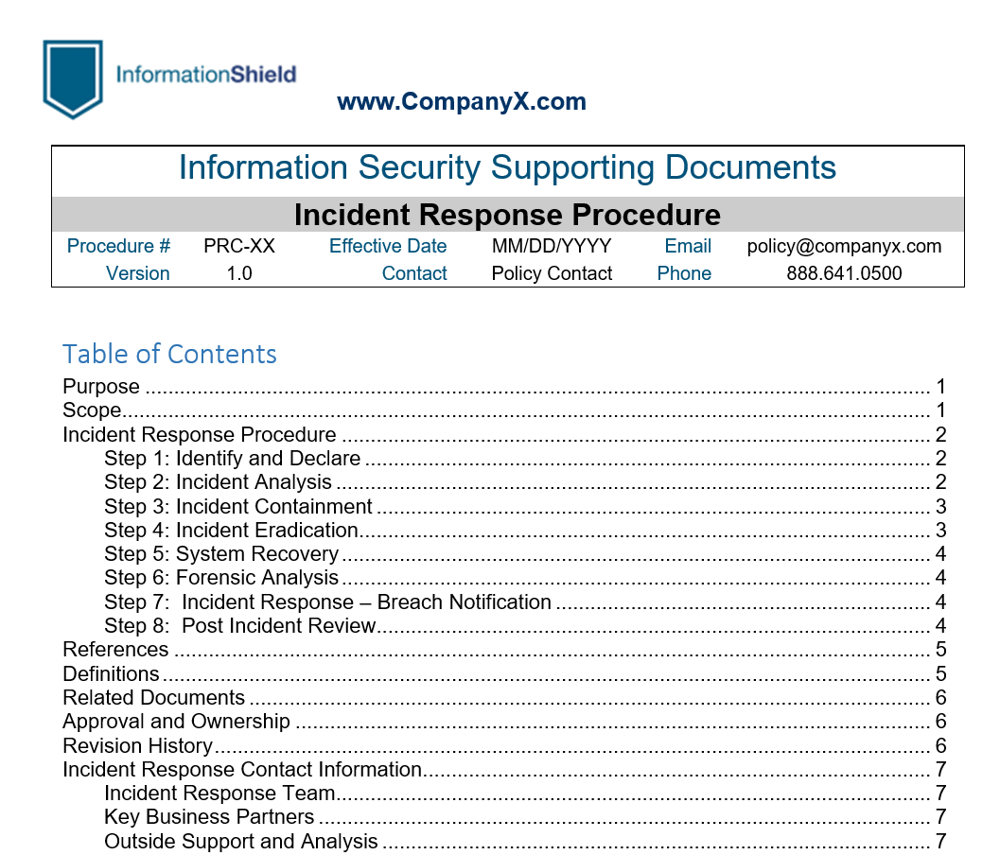 InformationShield
www.CompanyX.com
Information Security Supporting Documents
Incident Response Procedure
Procedure # PRC-XX Effective Date MM/DD/YYYY Email policy@companyx.com
Version 1.0 Contact Policy Contact Phone 888.641.0500
Table of Contents
Purpose ........................................ 1
Scope........................................ 1
Incident Response Procedure ........................................ 2
Step 1: Identify and Declare ........................................ 2
Step 2: Incident Analysis ........................................ 2
Step 3: Incident Containment ........................................ 3
Step 4: Incident Eradication........................................ 3
Step 5: System Recovery ........................................ 4
Step 6: Forensic Analysis ........................................ 4
Step 7:  Incident Response – Breach Notification ........................................ 4
Step 8:  Post Incident Review........................................ 4
References ........................................ 5
Definitions ........................................ 5
Related Documents ........................................ 6
Approval and Ownership ........................................ 6
Revision History........................................ 6
Incident Response Contact Information........................................ 7
Incident Response Team........................................ 7
Key Business Partners ........................................ 7
Outside Support and Analysis ........................................ 7